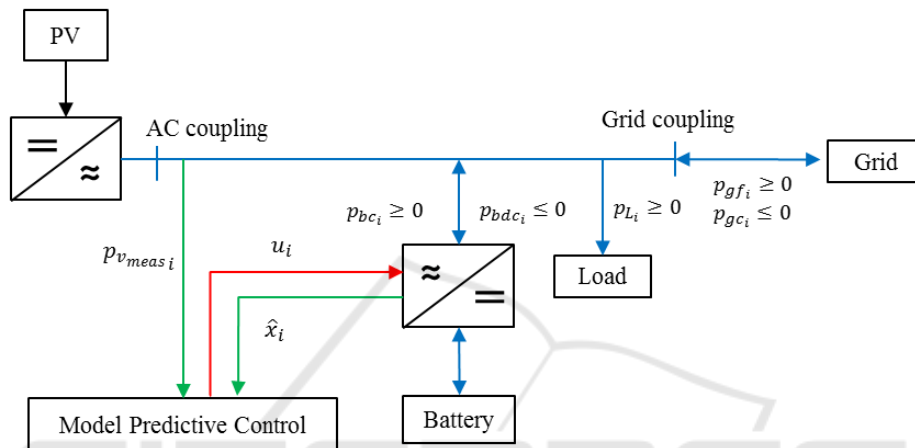 PV
AC coupling
Grid coupling
Grid
=
≈
p_{bc_i} ≥ 0
p_{bdc_i} ≤ 0
p_{L_i} ≥ 0
p_{gf_i} ≥ 0
p_{gc_i} ≤ 0
p_{v_{meas}i}
u_i
≈
=
Load
x̂_i
Model Predictive Control
Battery